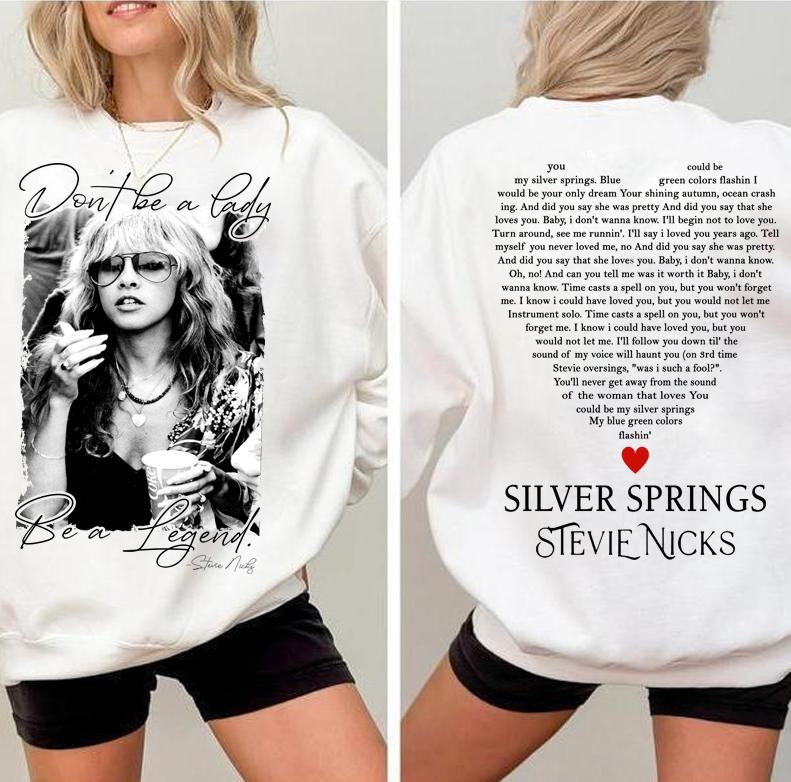 Don't be a lady
Be a Legend.
-Stevie Nicks
you could be
my silver springs. Blue green colors flashin I
would be your only dream Your shining autumn, ocean crash
ing. And did you say she was pretty And did you say that she
loves you. Baby, i don't wanna know. I'll begin not to love you.
Turn around, see me runnin'. I'll say i loved you years ago. Tell
myself you never loved me, no And did you say she was pretty.
And did you say that she loves you. Baby, i don't wanna know.
Oh, no! And can you tell me was it worth it Baby, i don't
wanna know. Time casts a spell on you, but you won't forget
me. I know i could have loved you, but you would not let me
Instrument solo. Time casts a spell on you, but you won't
forget me. I know i could have loved you, but you
would not let me. I'll follow you down til' the
sound of my voice will haunt you (on 3rd time
Stevie oversings, "was i such a fool?".
You'll never get away from the sound
of the woman that loves You
could be my silver springs
My blue green colors
flashin'
SILVER SPRINGS
STEVIE NICKS